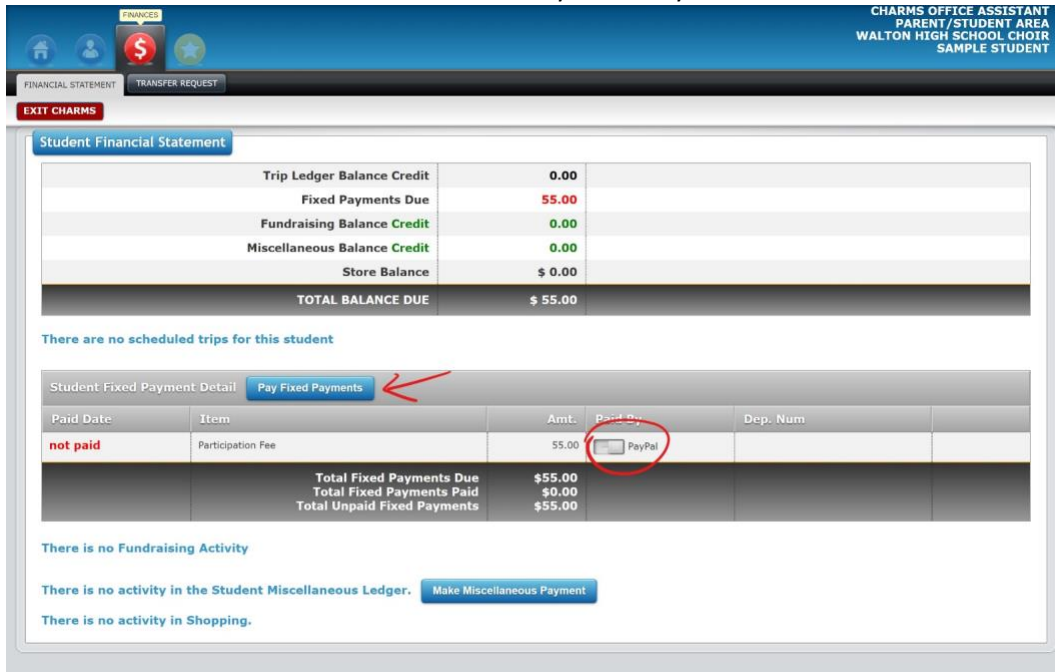 FINANCES
CHARMS OFFICE ASSISTANT
PARENT/STUDENT AREA
WALTON HIGH SCHOOL CHOIR
SAMPLE STUDENT
FINANCIAL STATEMENT TRANSFER REQUEST
EXIT CHARMS
Student Financial Statement
Trip Ledger Balance Credit 0.00
Fixed Payments Due 55.00
Fundraising Balance Credit 0.00
Miscellaneous Balance Credit 0.00
Store Balance $ 0.00
TOTAL BALANCE DUE $ 55.00
There are no scheduled trips for this student
Student Fixed Payment Detail Pay Fixed Payments
Paid Date Item Amt. Paid By Dep. Num
not paid Participation Fee 55.00 PayPal
Total Fixed Payments Due $55.00
Total Fixed Payments Paid $0.00
Total Unpaid Fixed Payments $55.00
There is no Fundraising Activity
There is no activity in the Student Miscellaneous Ledger. Make Miscellaneous Payment
There is no activity in Shopping.